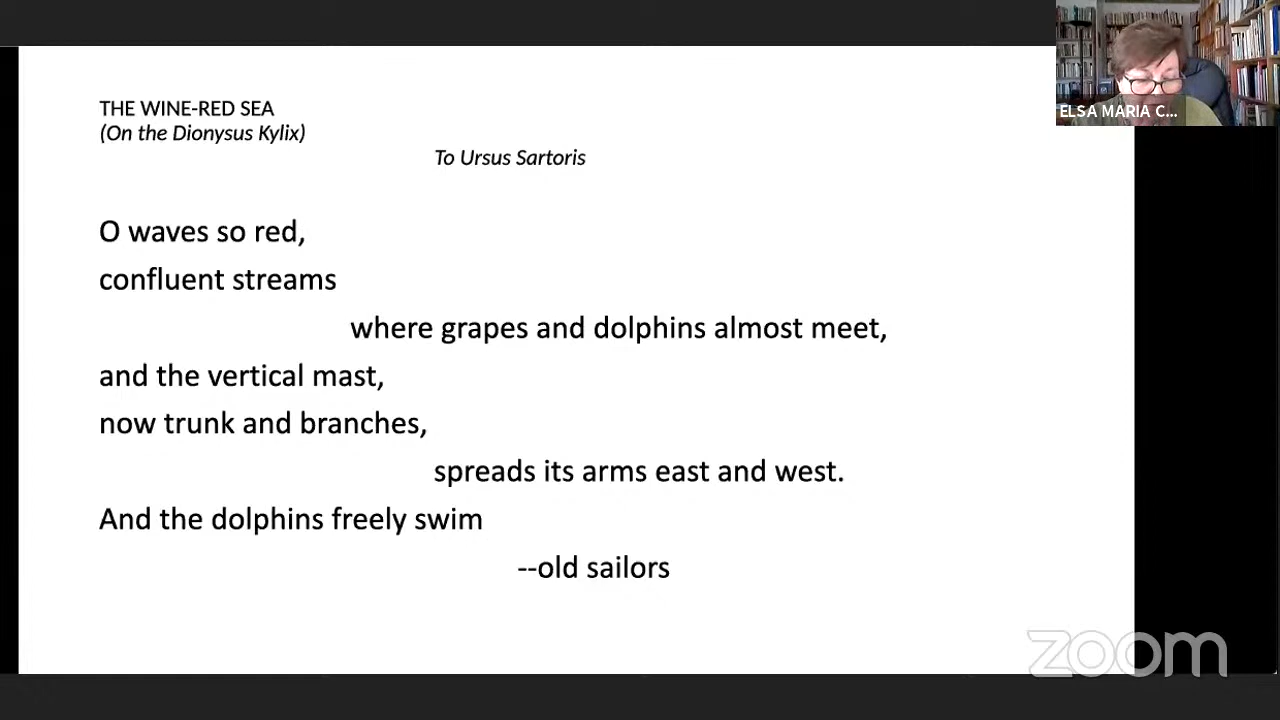 THE WINE-RED SEA
(On the Dionysus Kylix)
To Ursus Sartoris
O waves so red,
confluent streams
where grapes and dolphins almost meet,
and the vertical mast,
now trunk and branches,
spreads its arms east and west.
And the dolphins freely swim
--old sailors
ELSA MARIA C...
zoom